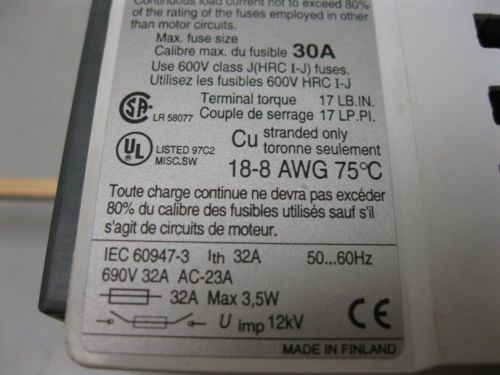 Continuous load current not to exceed 80%
of the rating of the fuses employed in other
than motor circuits.
Max. fuse size
Calibre max. du fusible 30A
Use 600V class J(HRC I-J) fuses.
Utilisez les fusibles 600V HRC I-J
SA LR 58077
Terminal torque 17 LB.IN.
Couple de serrage 17 LP.PI.
UL LISTED 97C2
MISC.SW
Cu stranded only
toronne seulement
18-8 AWG 75°C
Toute charge continue ne devra pas excéder
80% du calibre des fusibles utilisés sauf s'il
s'agit de circuits de moteur.
IEC 60947-3 Ith 32A 50...60Hz
690V 32A AC-23A
32A Max 3,5W
U imp 12kV CE
MADE IN FINLAND